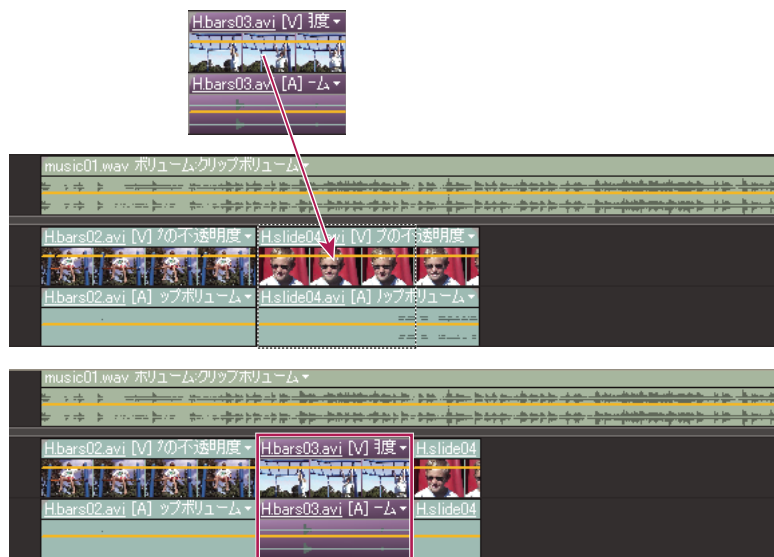 H.bars03.avi [V] 明度
H.bars03.avi [A] ーム
music01.wav ボリューム:クリップボリューム
H.bars02.avi [V] プの不透明度
H.slide04.avi [V] プの不透明度
H.bars02.avi [A] ップボリューム
H.slide04.avi [A] ップボリューム
music01.wav ボリューム:クリップボリューム
H.bars02.avi [V] プの不透明度
H.bars03.avi [V] 明度
H.slide04
H.bars02.avi [A] ップボリューム
H.bars03.avi [A] ーム
H.slide04